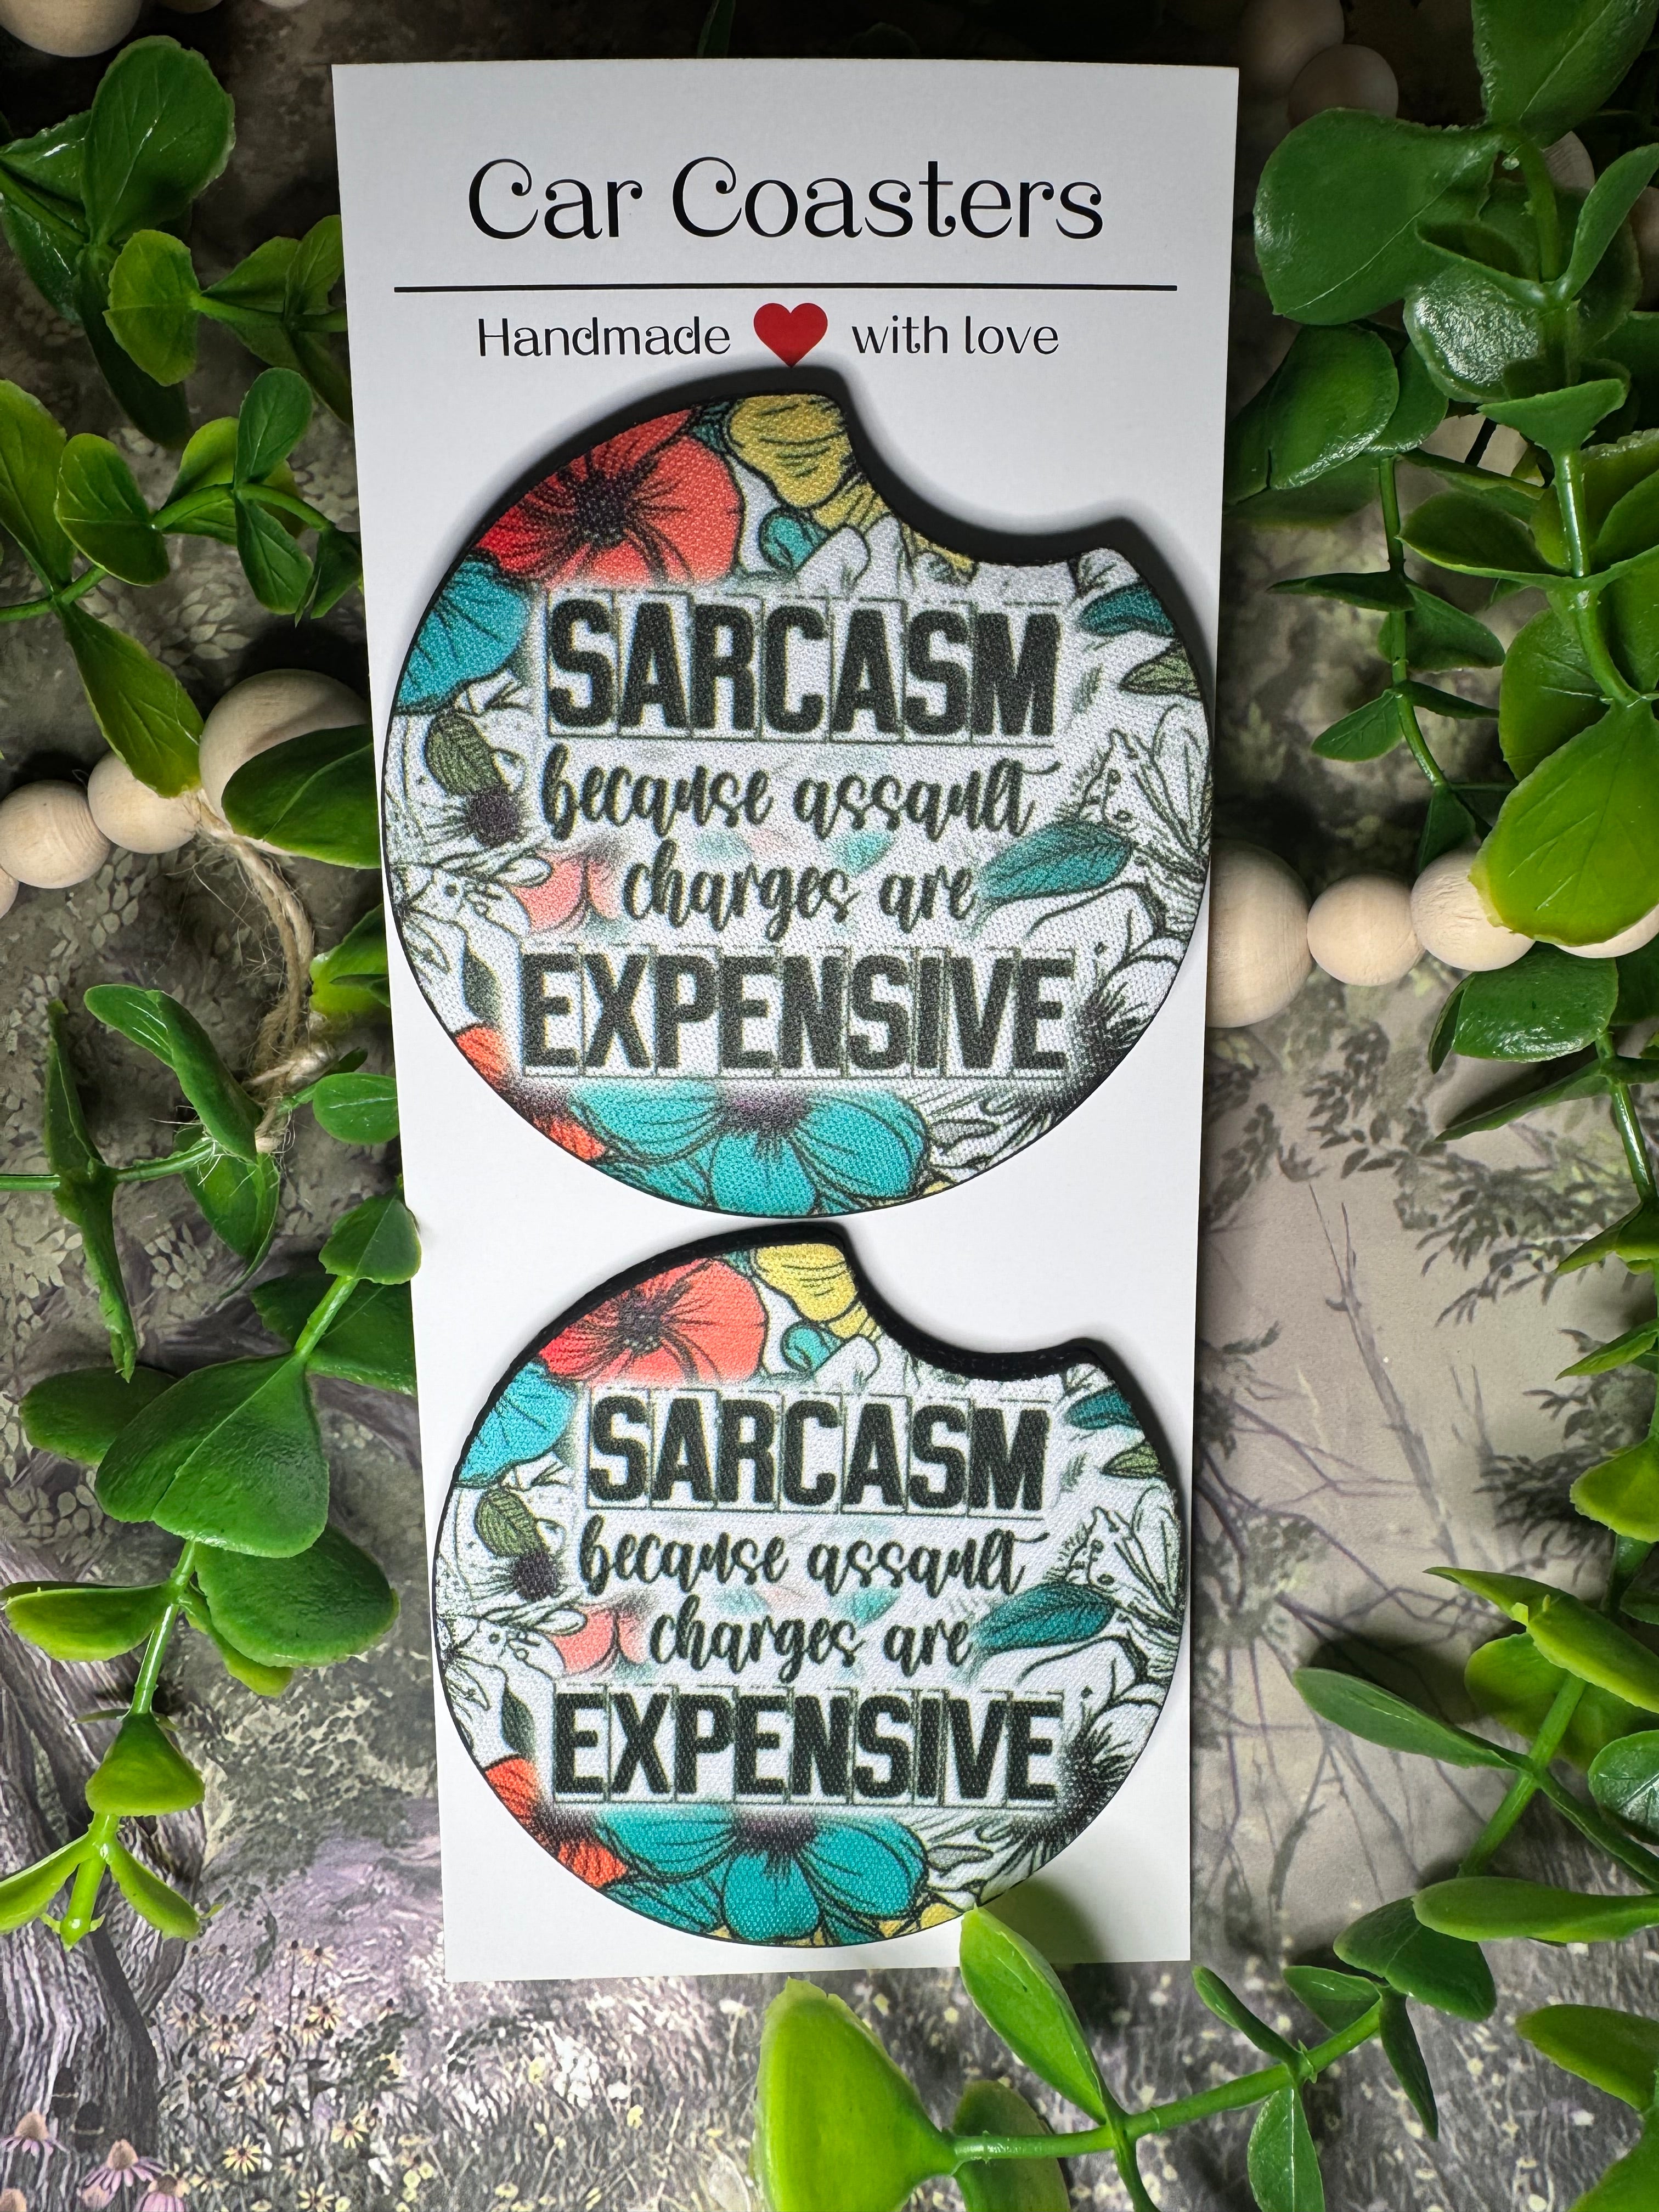 Car Coasters
Handmade with love
SARCASM
because assault
charges are
EXPENSIVE
SARCASM
because assault
charges are
EXPENSIVE